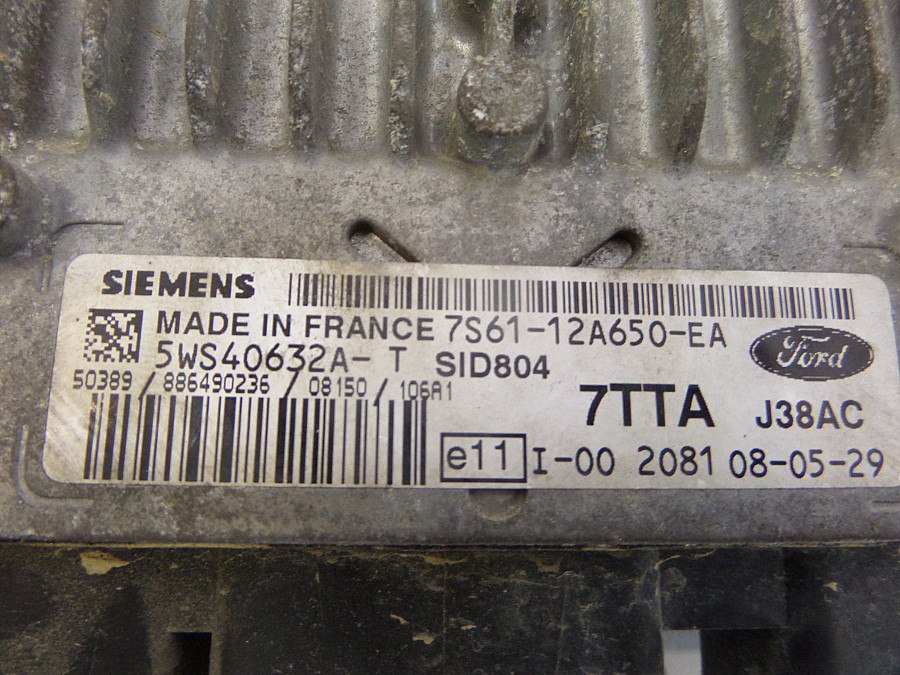 SIEMENS
MADE IN FRANCE 7S61-12A650-EA
5WS40632A-T SID804 Ford
50389 / 886490236 / 08150 / 106A1
7TTA J38AC
e11 I-00 2081 08-05-29